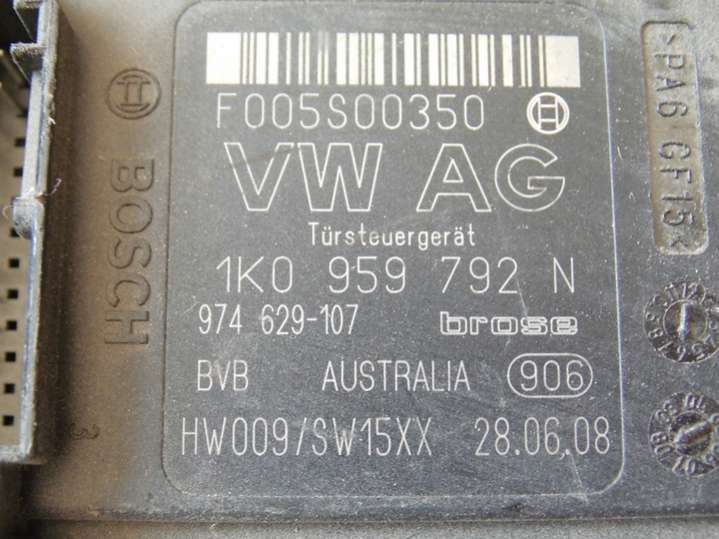 F005S00350
VW AG
Türsteuergerät
1K0 959 792 N
974 629-107 brose
BVB AUSTRALIA 906
HW009/SW15XX 28.06.08
BOSCH
>PA6 GF15<